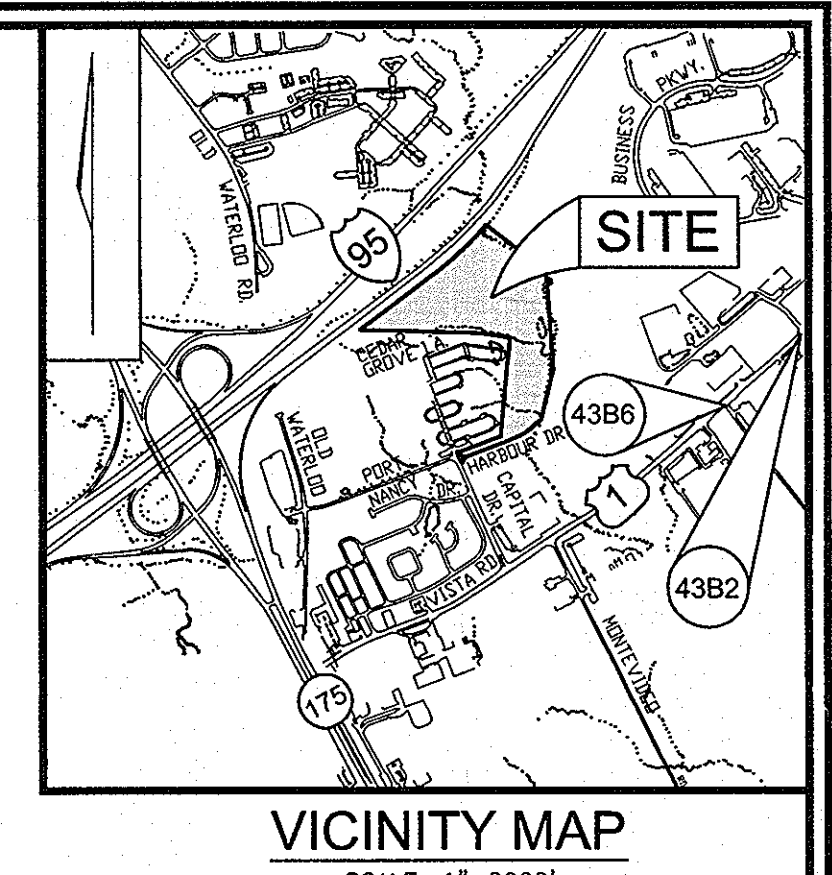 PKWY.
BUSINESS
OLD
WATERLOO RD.
95
SITE
CEDAR
GROVE LA
43B6
OLD
WATERLOO
PORT
HARBOUR DR
NANCY
DR.
CAPITAL
DR.
1
43B2
VISTA RD
MONTEVIDEO
RD
175
VICINITY MAP